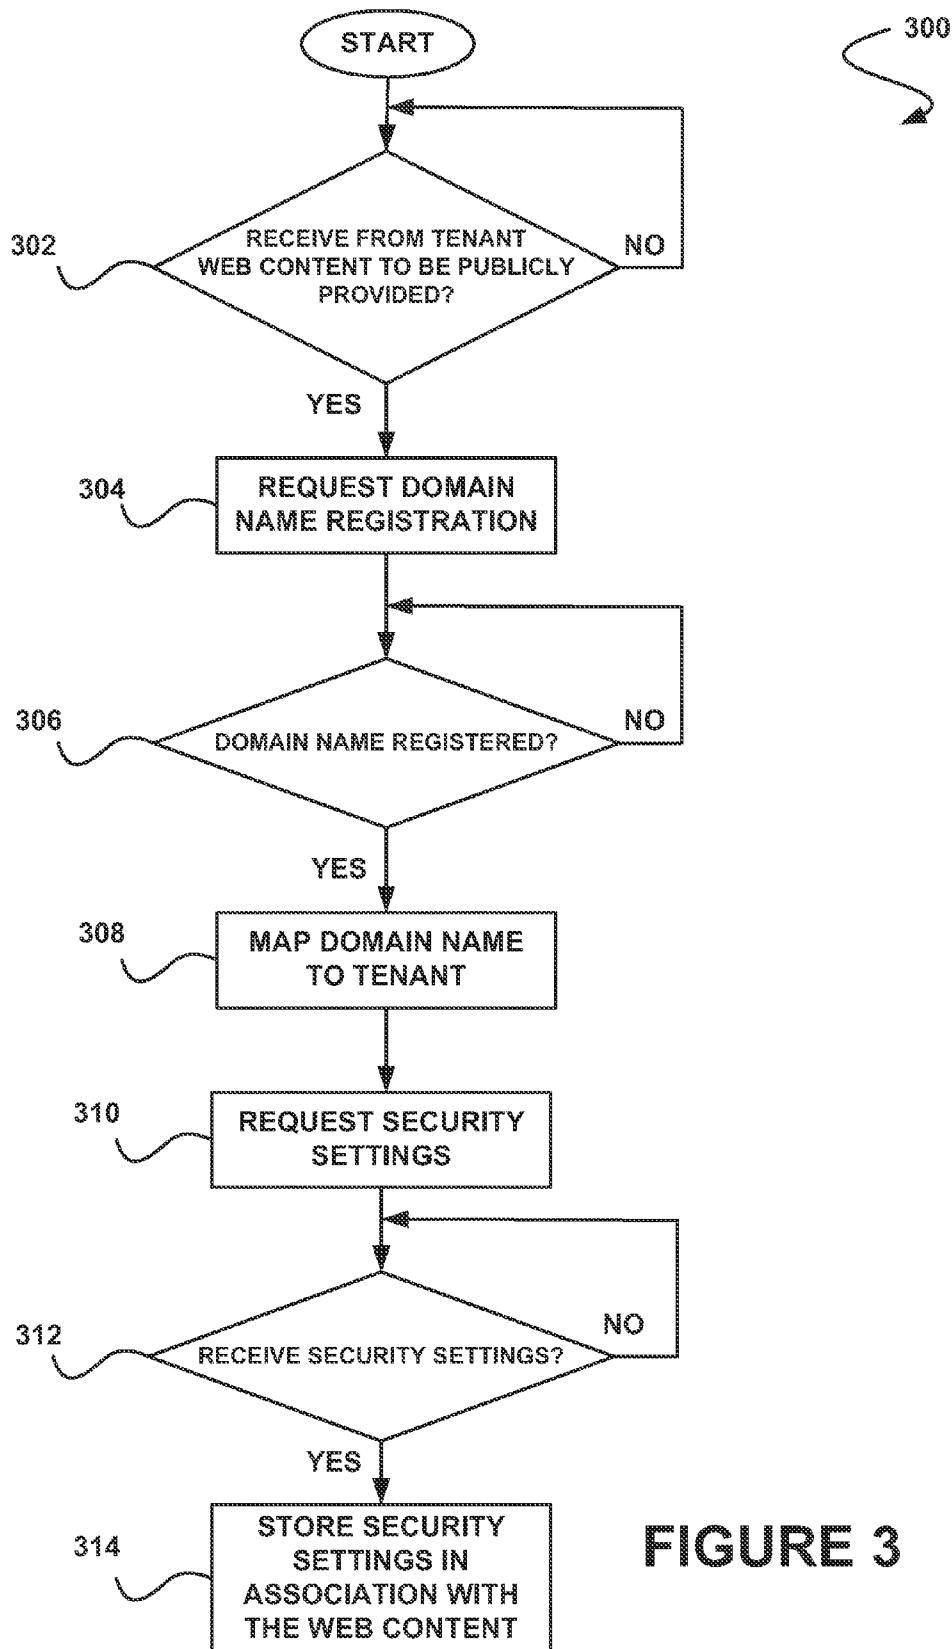 START
300
302
RECEIVE FROM TENANT
WEB CONTENT TO BE PUBLICLY
PROVIDED?
NO
YES
304
REQUEST DOMAIN
NAME REGISTRATION
306
DOMAIN NAME REGISTERED?
NO
YES
308
MAP DOMAIN NAME
TO TENANT
310
REQUEST SECURITY
SETTINGS
312
RECEIVE SECURITY SETTINGS?
NO
YES
314
STORE SECURITY
SETTINGS IN
ASSOCIATION WITH
THE WEB CONTENT
FIGURE 3